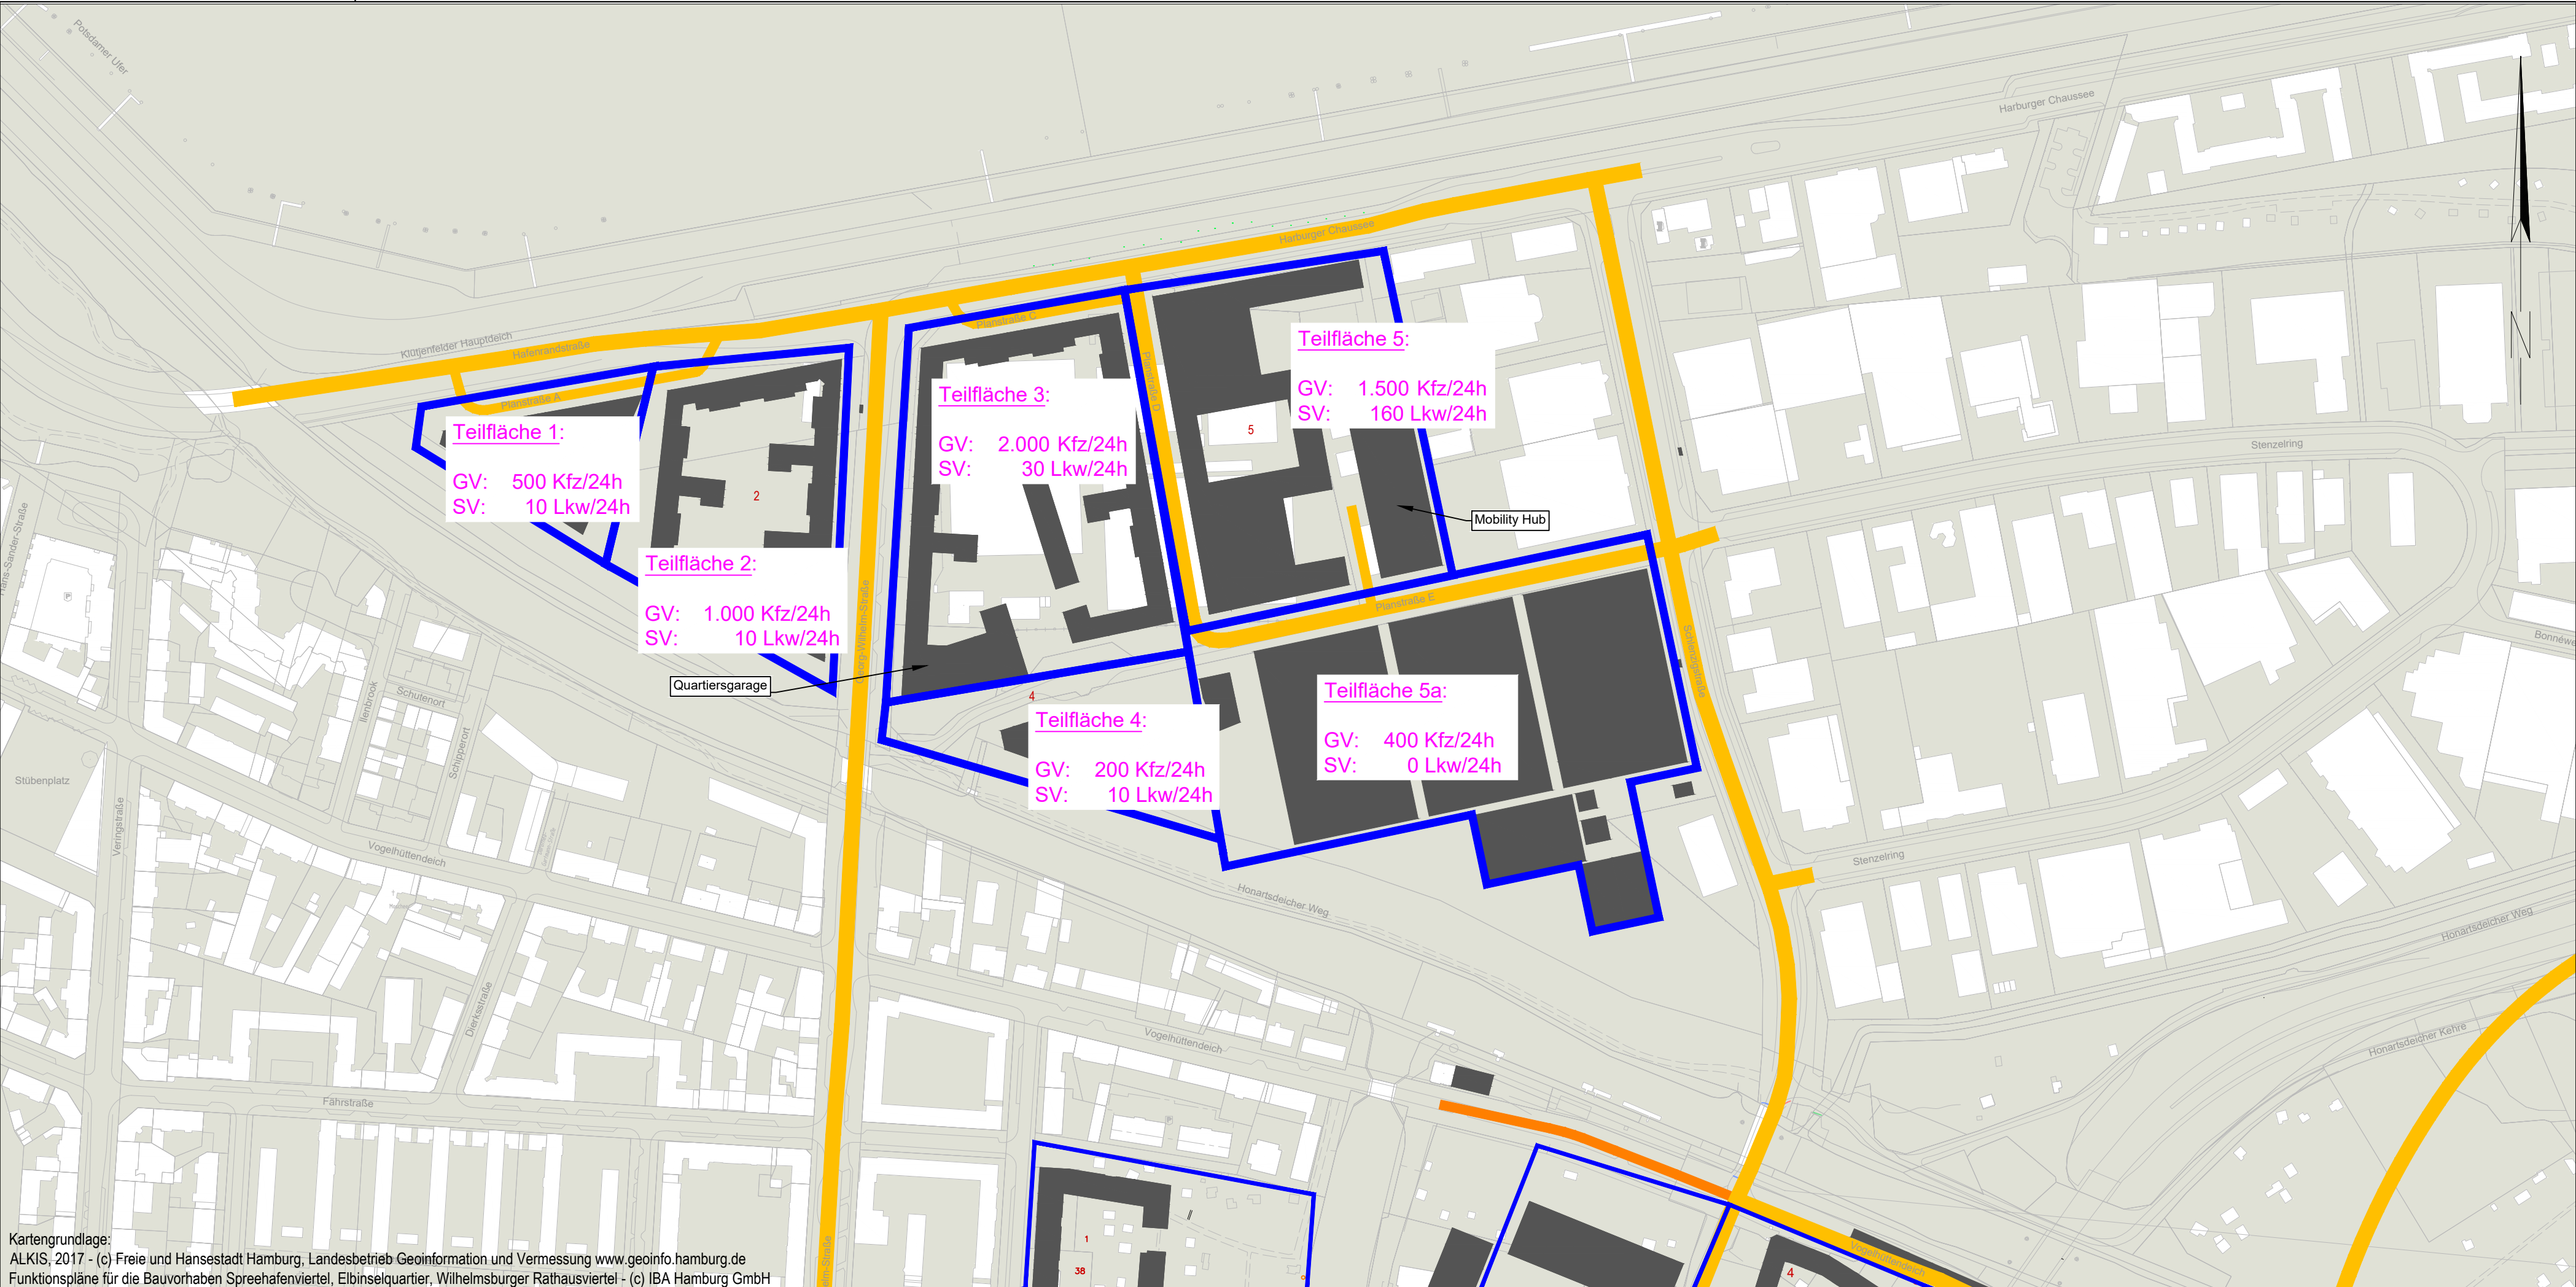 Potsdamer Ufer
Harburger Chaussee
Harburger Chaussee
Klütjenfelder Hauptdeich
Hafenrandstraße
Planstraße A
Planstraße C
Planstraße D
Teilfläche 5:
GV: 1.500 Kfz/24h
SV: 160 Lkw/24h
Teilfläche 3:
GV: 2.000 Kfz/24h
SV: 30 Lkw/24h
Teilfläche 1:
GV: 500 Kfz/24h
SV: 10 Lkw/24h
5
2
Stenzelring
Mobility Hub
Teilfläche 2:
GV: 1.000 Kfz/24h
SV: 10 Lkw/24h
Georg-Wilhelm-Straße
Planstraße E
Schlenzigstraße
Quartiersgarage
4
Teilfläche 4:
GV: 200 Kfz/24h
SV: 10 Lkw/24h
Teilfläche 5a:
GV: 400 Kfz/24h
SV: 0 Lkw/24h
N
Hans-Sander-Straße
Ilenbrook
Schutenort
Schipperort
Stübenplatz
Veringstraße
Vogelhüttendeich
Stenzelring
Honartsdeicher Weg
Honartsdeicher Weg
Dierksstraße
Vogelhüttendeich
Honartsdeicher Kehre
Fährstraße
1
38
4
Vogelhüttendeich
Kartengrundlage:
ALKIS, 2017 - (c) Freie und Hansestadt Hamburg, Landesbetrieb Geoinformation und Vermessung www.geoinfo.hamburg.de
Funktionspläne für die Bauvorhaben Spreehafenviertel, Elbinselquartier, Wilhelmsburger Rathausviertel - (c) IBA Hamburg GmbH